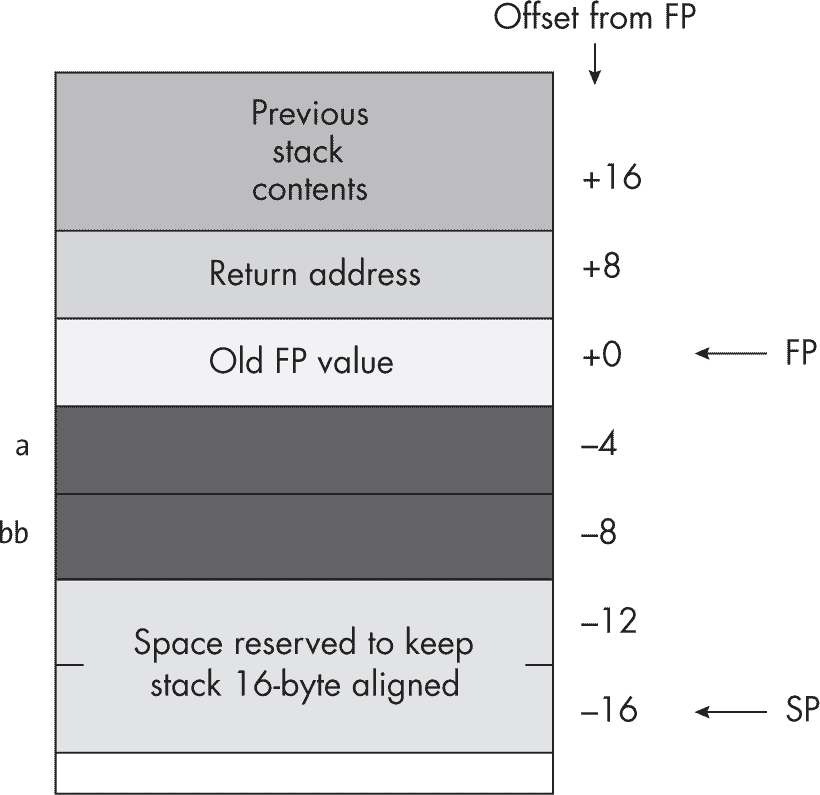 Offset from FP
Previous
stack
contents
+16
Return address
+8
Old FP value
+0
FP
a
–4
bb
–8
Space reserved to keep
stack 16-byte aligned
–12
–16
SP